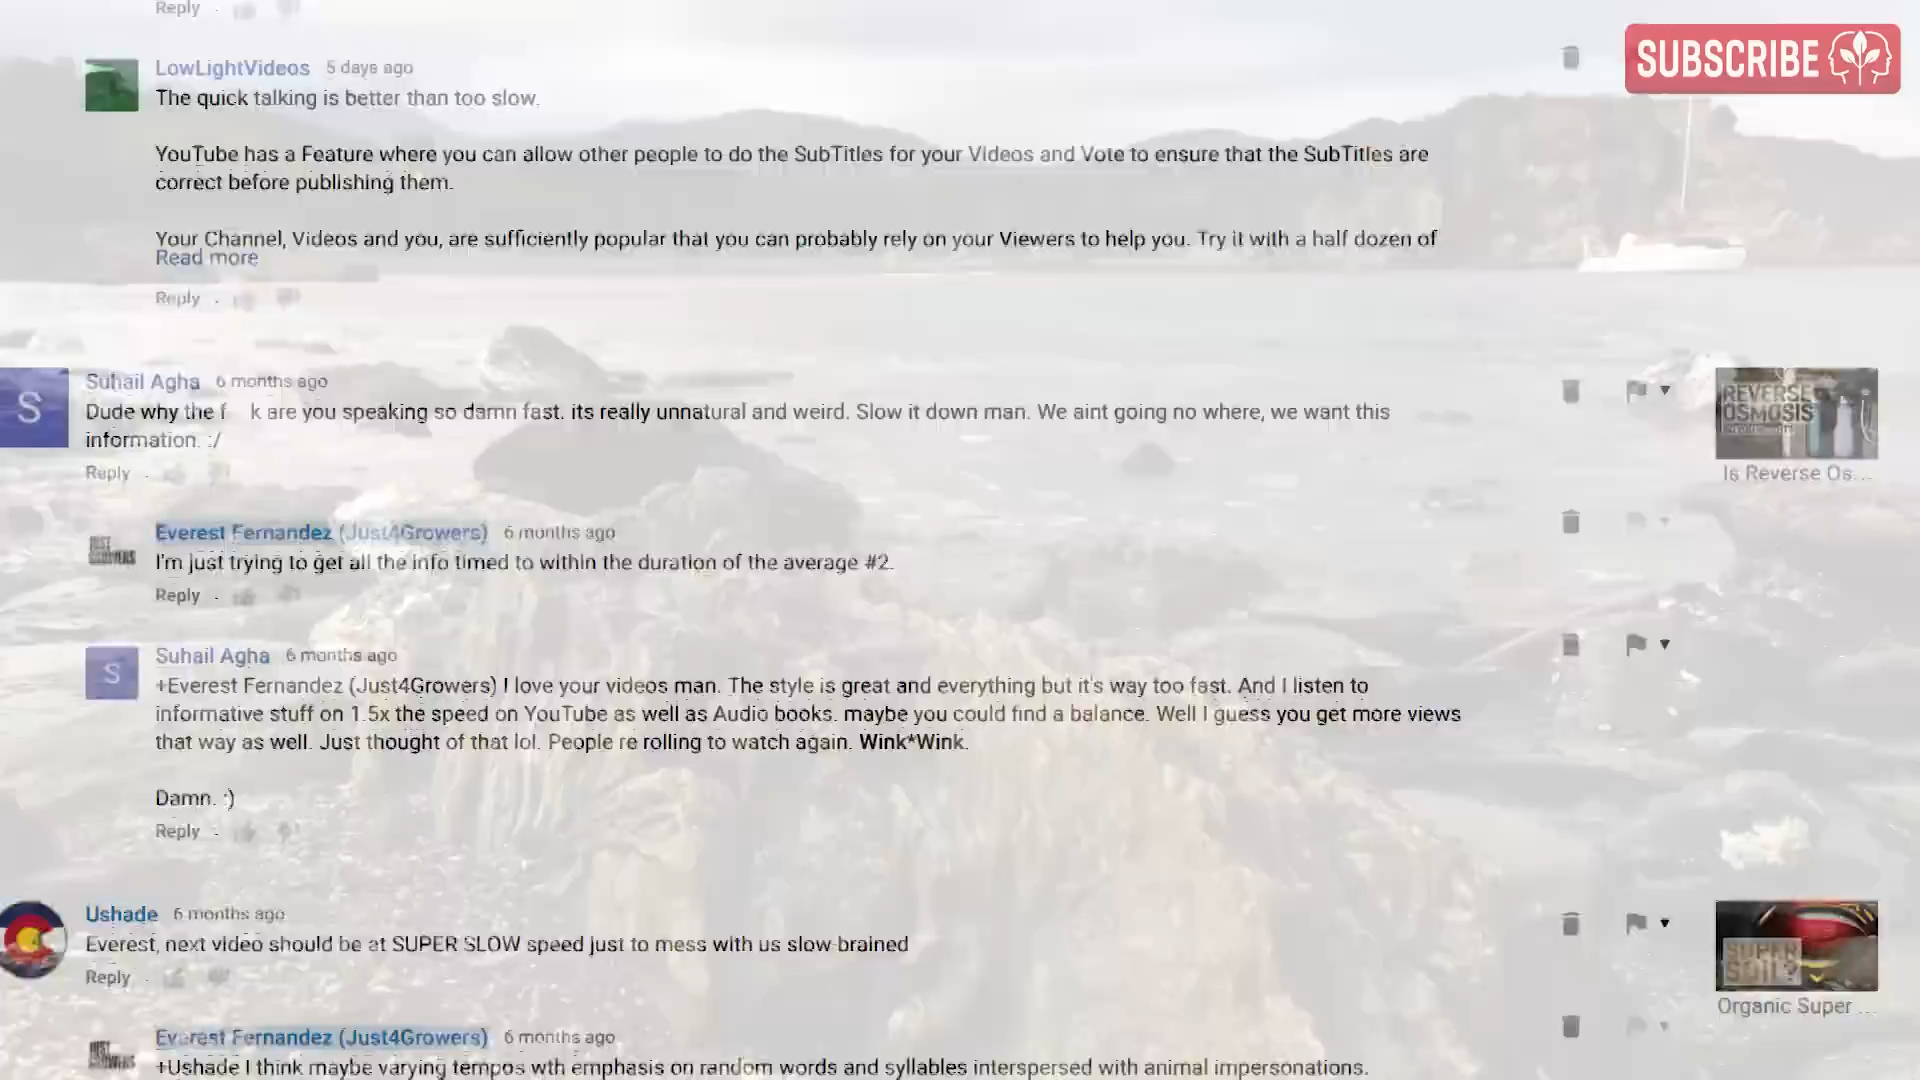 Reply
SUBSCRIBE
LowLightVideos 5 days ago
The quick talking is better than too slow.
YouTube has a Feature where you can allow other people to do the SubTitles for your Videos and Vote to ensure that the SubTitles are
correct before publishing them.
Your Channel, Videos and you, are sufficiently popular that you can probably rely on your Viewers to help you. Try it with a half dozen of
Read more
Reply
S
Suhail Agha 6 months ago
Dude why the f k are you speaking so damn fast. its really unnatural and weird. Slow it down man. We aint going no where, we want this
information. :/
Reply
REVERSE
OSMOSIS
Is Reverse Os...
Everest Fernandez (Just4Growers) 6 months ago
I'm just trying to get all the info timed to within the duration of the average #2.
Reply
S
Suhail Agha 6 months ago
+Everest Fernandez (Just4Growers) I love your videos man. The style is great and everything but it's way too fast. And I listen to
informative stuff on 1.5x the speed on YouTube as well as Audio books. maybe you could find a balance. Well I guess you get more views
that way as well. Just thought of that lol. People re rolling to watch again. Wink*Wink.
Damn. :)
Reply
Ushade 6 months ago
Everest, next video should be at SUPER SLOW speed just to mess with us slow-brained
Reply
SUPER
SOIL?
Organic Super ...
Everest Fernandez (Just4Growers) 6 months ago
+Ushade I think maybe varying tempos wth emphasis on random words and syllables interspersed with animal impersonations.